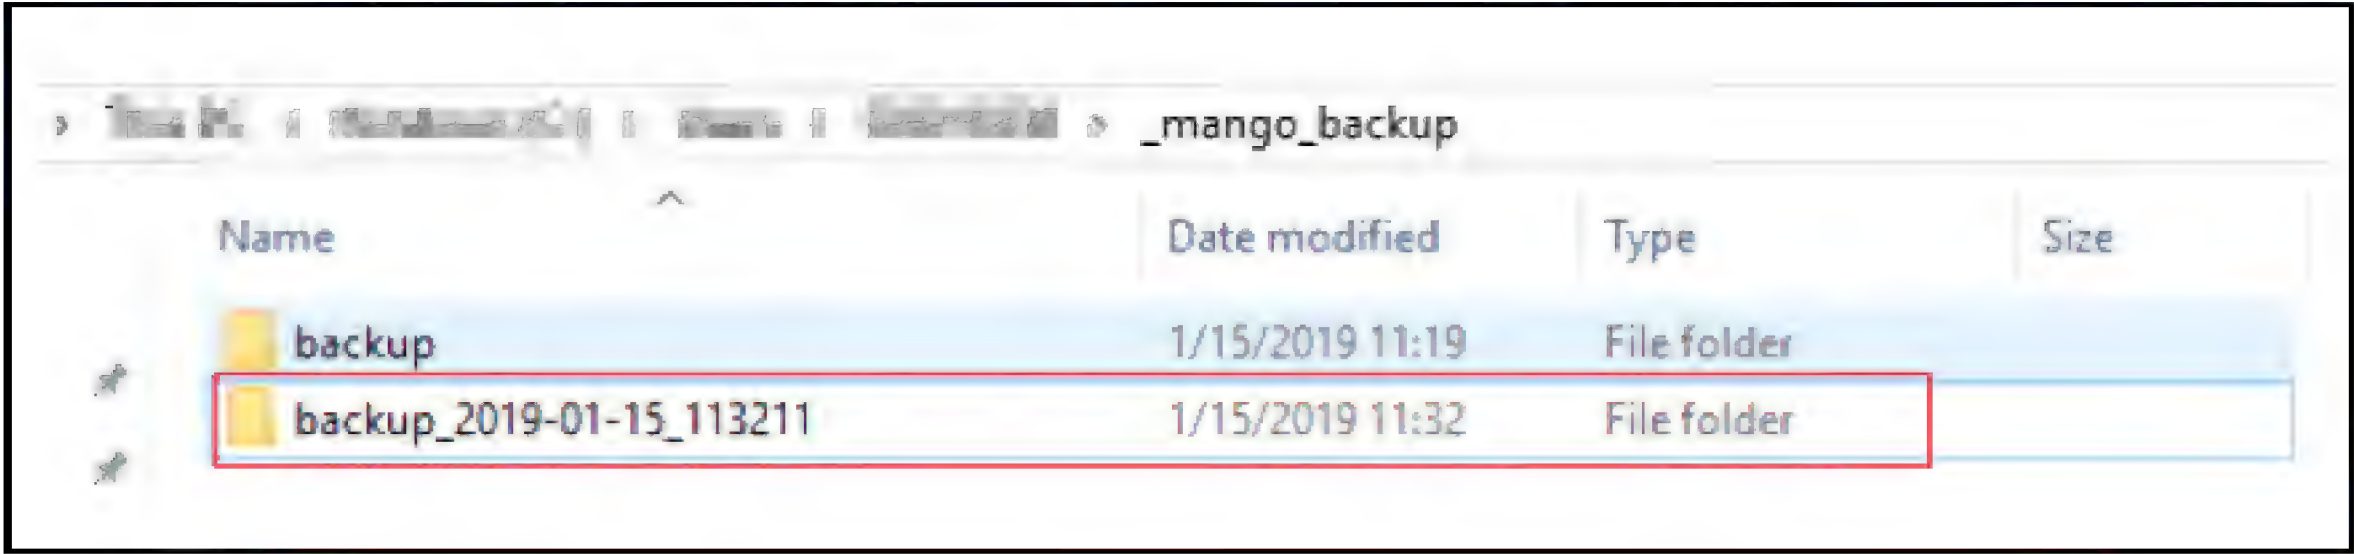 _mango_backup
Name Date modified Type Size
backup 1/15/2019 11:19 File folder
backup_2019-01-15_113211 1/15/2019 11:32 File folder